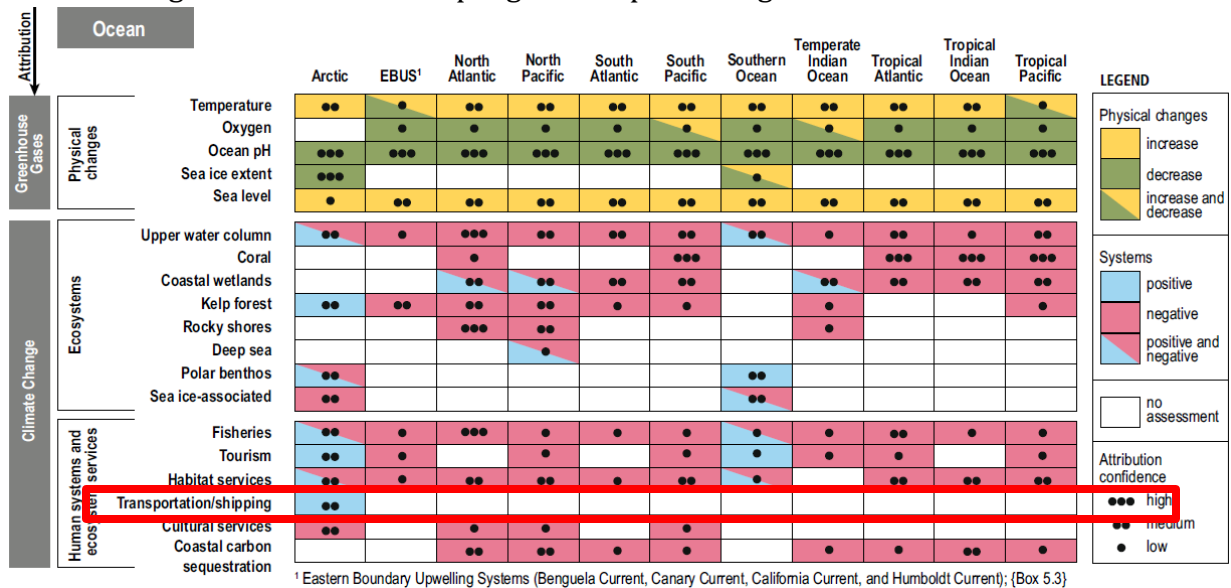 Ocean
Attribution
Arctic
EBUS¹
North Atlantic
North Pacific
South Atlantic
South Pacific
Southern Ocean
Temperate Indian Ocean
Tropical Atlantic
Tropical Indian Ocean
Tropical Pacific
Greenhouse Gases
Physical changes
Temperature
Oxygen
Ocean pH
Sea ice extent
Sea level
Climate Change
Ecosystems
Upper water column
Coral
Coastal wetlands
Kelp forest
Rocky shores
Deep sea
Polar benthos
Sea ice-associated
Human systems and ecosystem services
Fisheries
Tourism
Habitat services
Transportation/shipping
Cultural services
Coastal carbon
sequestration
LEGEND
Physical changes
increase
decrease
increase and
decrease
Systems
positive
negative
positive and
negative
no
assessment
Attribution
confidence
high
medium
low
¹ Eastern Boundary Upwelling Systems (Benguela Current, Canary Current, California Current, and Humboldt Current); {Box 5.3}